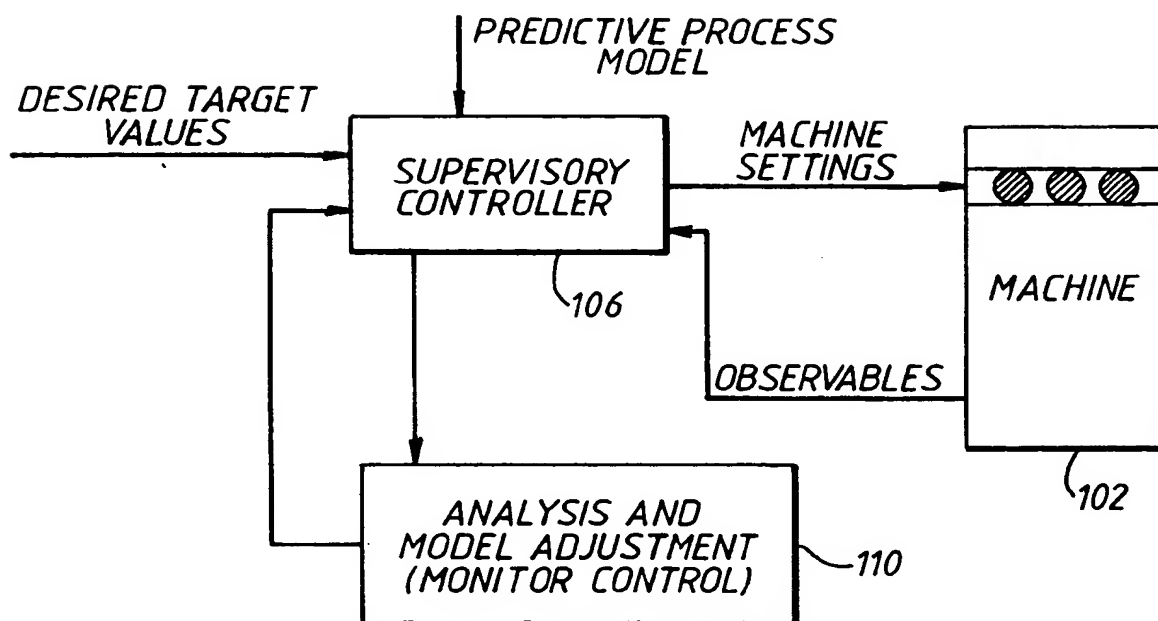 PREDICTIVE PROCESS
MODEL
DESIRED TARGET
VALUES
SUPERVISORY
CONTROLLER
MACHINE
SETTINGS
106
MACHINE
OBSERVABLES
102
ANALYSIS AND
MODEL ADJUSTMENT
(MONITOR CONTROL)
110